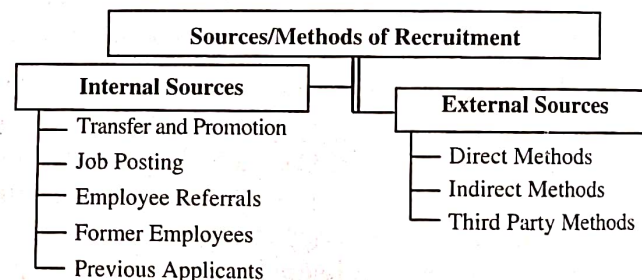 Sources/Methods of Recruitment
Internal Sources
Transfer and Promotion
Job Posting
Employee Referrals
Former Employees
Previous Applicants
External Sources
Direct Methods
Indirect Methods
Third Party Methods